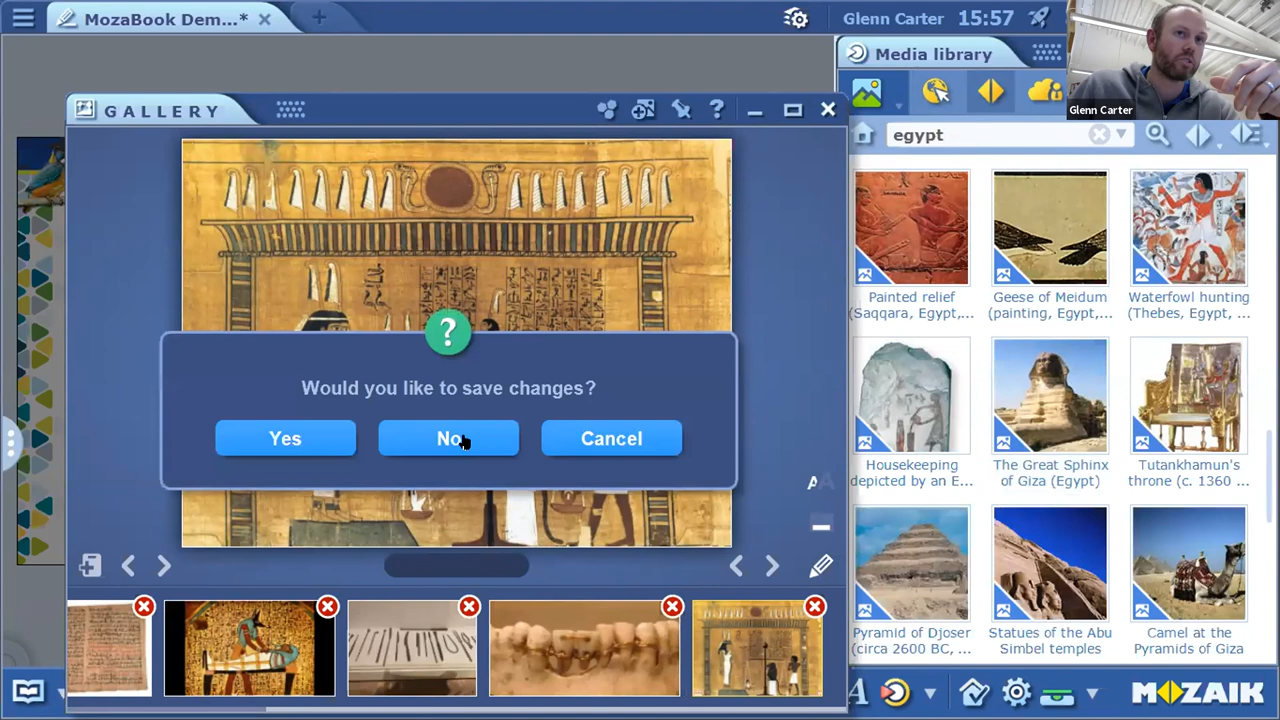 MozaBook Dem...*
Glenn Carter 15:57
Glenn Carter
Media library
egypt
GALLERY
Would you like to save changes?
Yes
No
Cancel
Painted relief
(Saqqara, Egypt,...
Geese of Meidum
(painting, Egypt,...
Waterfowl hunting
(Thebes, Egypt, ...
Housekeeping
depicted by an E...
The Great Sphinx
of Giza (Egypt)
Tutankhamun's
throne (c. 1360 ...
Pyramid of Djoser
(circa 2600 BC, ...
Statues of the Abu
Simbel temples
Camel at the
Pyramids of Giza
MOZAIK